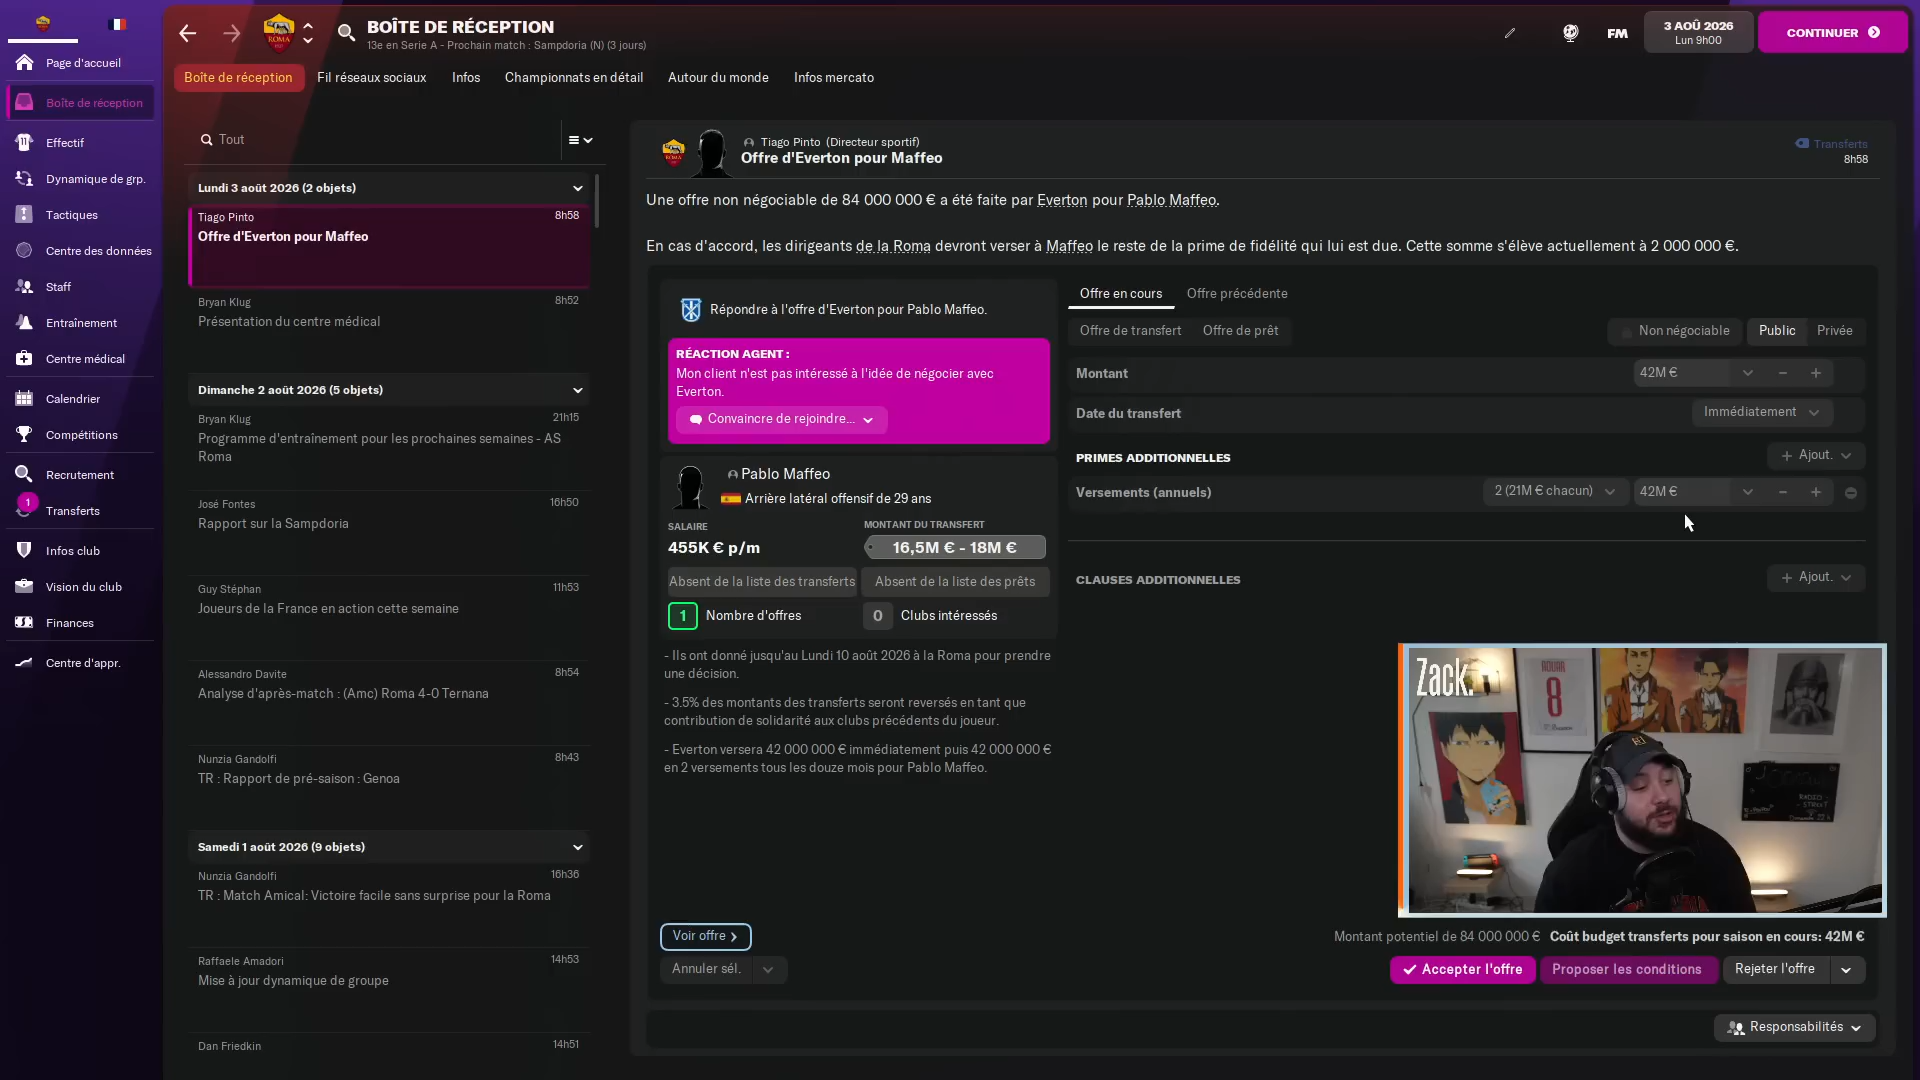 BOÎTE DE RÉCEPTION
13e en Serie A - Prochain match : Sampdoria (N) (3 jours)
FM
3 AOÛ 2026
Lun 9h00
CONTINUER
Page d'accueil
Boîte de réception
Effectif
Dynamique de grp.
Tactiques
Centre des données
Staff
Entraînement
Centre médical
Calendrier
Compétitions
Recrutement
1
Transferts
Infos club
Vision du club
Finances
Centre d'appr.
Boîte de réception
Fil réseaux sociaux
Infos
Championnats en détail
Autour du monde
Infos mercato
Tout
Lundi 3 août 2026 (2 objets)
Tiago Pinto
8h58
Offre d'Everton pour Maffeo
Bryan Klug
8h52
Présentation du centre médical
Dimanche 2 août 2026 (5 objets)
Bryan Klug
21h15
Programme d'entraînement pour les prochaines semaines - AS
Roma
José Fontes
16h50
Rapport sur la Sampdoria
Guy Stéphan
11h53
Joueurs de la France en action cette semaine
Alessandro Davite
8h54
Analyse d'après-match : (Amc) Roma 4-0 Ternana
Nunzia Gandolfi
8h43
TR : Rapport de pré-saison : Genoa
Samedi 1 août 2026 (9 objets)
Nunzia Gandolfi
16h36
TR : Match Amical: Victoire facile sans surprise pour la Roma
Raffaele Amadori
14h53
Mise à jour dynamique de groupe
Dan Friedkin
14h51
Tiago Pinto (Directeur sportif)
Offre d'Everton pour Maffeo
Transferts
8h58
Une offre non négociable de 84 000 000 € a été faite par Everton pour Pablo Maffeo.
En cas d'accord, les dirigeants de la Roma devront verser à Maffeo le reste de la prime de fidélité qui lui est due. Cette somme s'élève actuellement à 2 000 000 €.
Répondre à l'offre d'Everton pour Pablo Maffeo.
RÉACTION AGENT :
Mon client n'est pas intéressé à l'idée de négocier avec
Everton.
Convaincre de rejoindre...
Pablo Maffeo
Arrière latéral offensif de 29 ans
SALAIRE
MONTANT DU TRANSFERT
455K € p/m
16,5M € - 18M €
Absent de la liste des transferts
Absent de la liste des prêts
1
Nombre d'offres
0
Clubs intéressés
- Ils ont donné jusqu'au Lundi 10 août 2026 à la Roma pour prendre
une décision.
- 3.5% des montants des transferts seront reversés en tant que
contribution de solidarité aux clubs précédents du joueur.
- Everton versera 42 000 000 € immédiatement puis 42 000 000 €
en 2 versements tous les douze mois pour Pablo Maffeo.
Offre en cours
Offre précédente
Offre de transfert
Offre de prêt
Non négociable
Public
Privée
Montant
42M €
Date du transfert
Immédiatement
PRIMES ADDITIONNELLES
Ajout.
Versements (annuels)
2 (21M € chacun)
42M €
CLAUSES ADDITIONNELLES
Ajout.
Zack.
8
Voir offre
Annuler sél.
Montant potentiel de 84 000 000 €
Coût budget transferts pour saison en cours: 42M €
Accepter l'offre
Proposer les conditions
Rejeter l'offre
Responsabilités